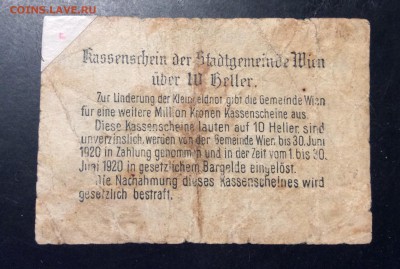 COINS.LAVE.RU
Kassenschein der Stadtgemeinde Wien
über 10 Heller.
Zur Linderung der Kleingeldnot gibt die Gemeinde Wien
für eine weitere Million Kronen Kassenscheine aus.
Diese Kassenscheine lauten auf 10 Heller, sind
unverzinslich, werden von der Gemeinde Wien bis 30. Juni
1920 in Zahlung genommen und in der Zeit vom 1. bis 30.
Juni 1920 in gesetzlichem Bargelde eingelöst.
Die Nachahmung dieses Kassenscheines wird
gesetzlich bestraft.